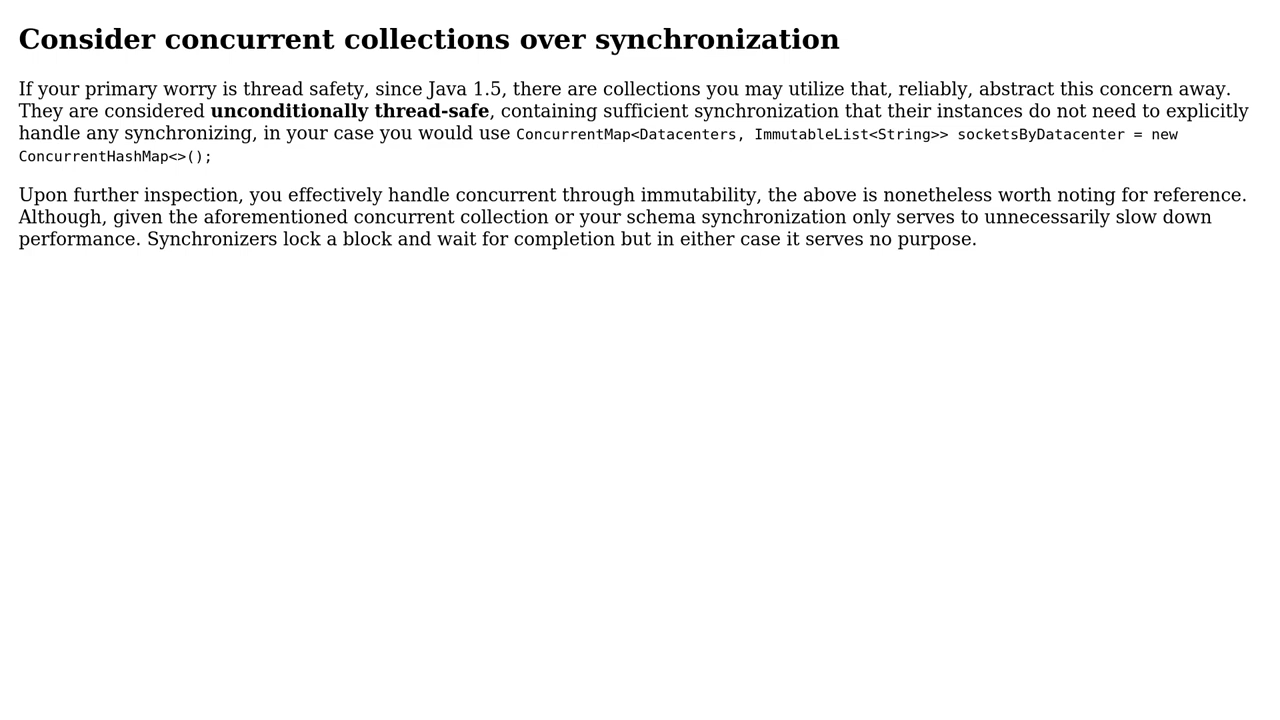 Consider concurrent collections over synchronization
If your primary worry is thread safety, since Java 1.5, there are collections you may utilize that, reliably, abstract this concern away.
They are considered unconditionally thread-safe, containing sufficient synchronization that their instances do not need to explicitly
handle any synchronizing, in your case you would use ConcurrentMap<Datacenters, ImmutableList<String>> socketsByDatacenter = new
ConcurrentHashMap<>();
Upon further inspection, you effectively handle concurrent through immutability, the above is nonetheless worth noting for reference.
Although, given the aforementioned concurrent collection or your schema synchronization only serves to unnecessarily slow down
performance. Synchronizers lock a block and wait for completion but in either case it serves no purpose.